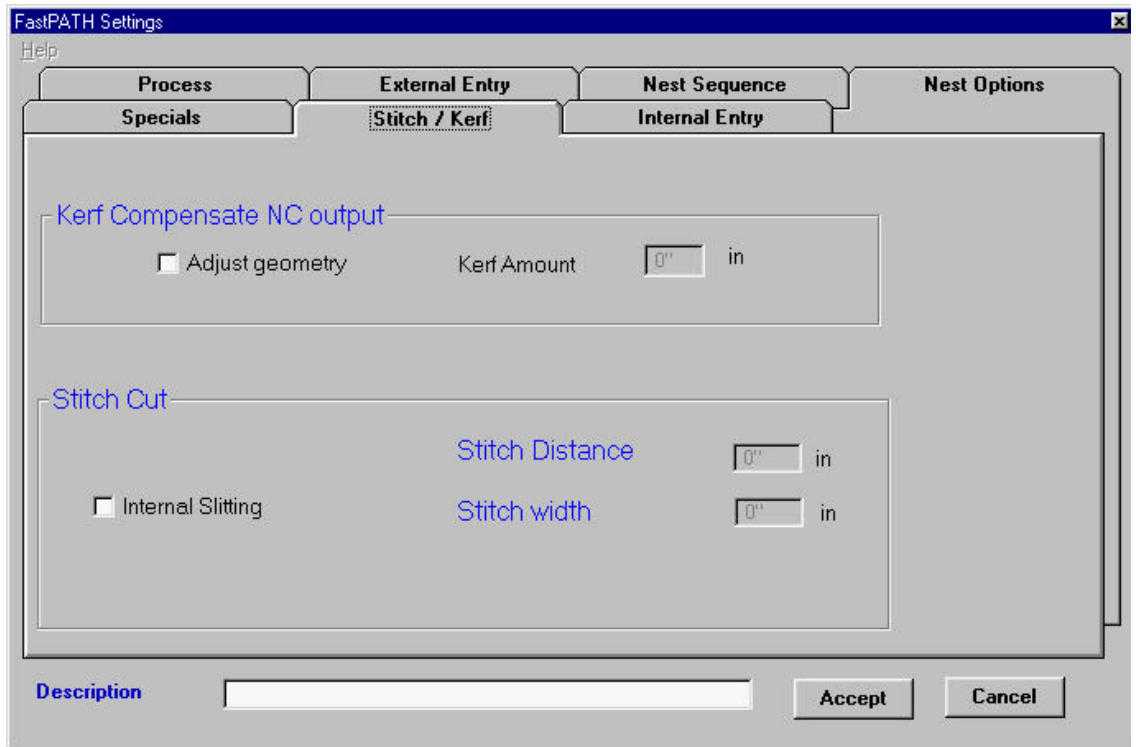 FastPATH Settings
Help
Process External Entry Nest Sequence Nest Options
Specials Stitch / Kerf Internal Entry
Kerf Compensate NC output
Adjust geometry Kerf Amount 0" in
Stitch Cut
Stitch Distance 0" in
Internal Slitting Stitch width 0" in
Description Accept Cancel